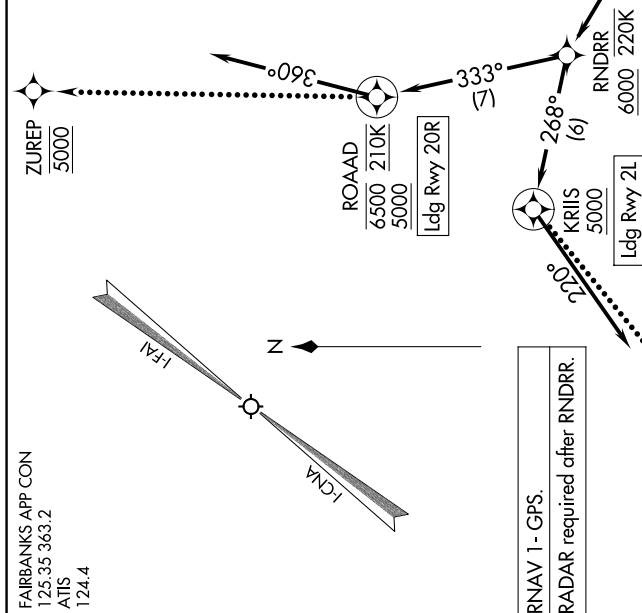 FAIRBANKS APP CON
125.35 363.2
ATIS
124.4
ZUREP
5000
360°
ROAAD
6500 210K
5000
Ldg Rwy 20R
333°
(7)
RNDRR
6000 220K
268°
(6)
KRIIS
5000
Ldg Rwy 2L
220°
I-FAI
I-CNA
N
RNAV 1 - GPS.
RADAR required after RNDRR.